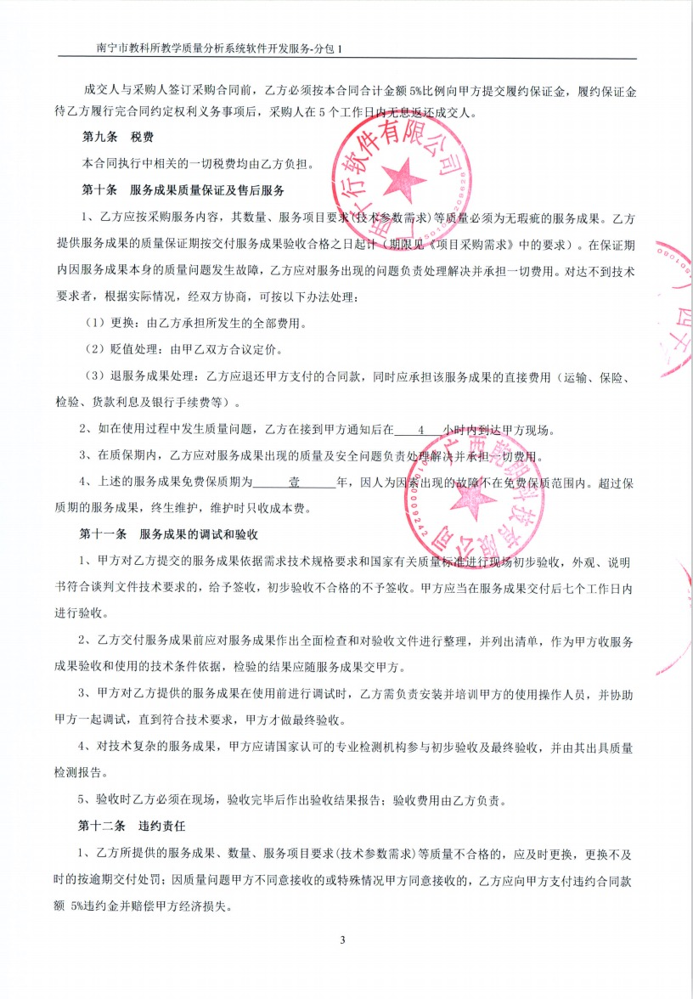 南宁市教科所教学质量分析系统软件开发服务-分包 1
成交人与采购人签订采购合同前，乙方必须按本合同合计金额 5%比例向甲方提交履约保证金，履约保证金
待乙方履行完合同约定权利义务事项后，采购人在 5 个工作日内无息返还成交人。
第九条 税费
本合同执行中相关的一切税费均由乙方负担。
第十条 服务成果质量保证及售后服务
1、乙方应按采购服务内容，其数量、服务项目要求(技术参数需求)等质量必须为无瑕疵的服务成果。乙方
提供服务成果的质量保证期按交付服务成果验收合格之日起计（期限见《项目采购需求》中的要求）。在保证期
内因服务成果本身的质量问题发生故障，乙方应对服务出现的问题负责处理解决并承担一切费用。对达不到技术
要求者，根据实际情况，经双方协商，可按以下办法处理：
（1）更换：由乙方承担所发生的全部费用。
（2）贬值处理：由甲乙双方合议定价。
（3）退服务成果处理：乙方应退还甲方支付的合同款，同时应承担该服务成果的直接费用（运输、保险、
检验、货款利息及银行手续费等）。
2、如在使用过程中发生质量问题，乙方在接到甲方通知后在 4 小时内到达甲方现场。
3、在质保期内，乙方应对服务成果出现的质量及安全问题负责处理解决并承担一切费用。
4、上述的服务成果免费保质期为 壹 年，因人为因素出现的故障不在免费保质范围内。超过保
质期的服务成果，终生维护，维护时只收成本费。
第十一条 服务成果的调试和验收
1、甲方对乙方提交的服务成果依据需求技术规格要求和国家有关质量标准进行现场初步验收，外观、说明
书符合谈判文件技术要求的，给予签收，初步验收不合格的不予签收。甲方应当在服务成果交付后七个工作日内
进行验收。
2、乙方交付服务成果前应对服务成果作出全面检查和对验收文件进行整理，并列出清单，作为甲方收服务
成果验收和使用的技术条件依据，检验的结果应随服务成果交甲方。
3、甲方对乙方提供的服务成果在使用前进行调试时，乙方需负责安装并培训甲方的使用操作人员，并协助
甲方一起调试，直到符合技术要求，甲方才做最终验收。
4、对技术复杂的服务成果，甲方应请国家认可的专业检测机构参与初步验收及最终验收，并由其出具质量
检测报告。
5、验收时乙方必须在现场，验收完毕后作出验收结果报告；验收费用由乙方负责。
第十二条 违约责任
1、乙方所提供的服务成果、数量、服务项目要求(技术参数需求)等质量不合格的，应及时更换，更换不及
时的按逾期交付处罚；因质量问题甲方不同意接收的或特殊情况甲方同意接收的，乙方应向甲方支付违约合同款
额 5%违约金并赔偿甲方经济损失。
3